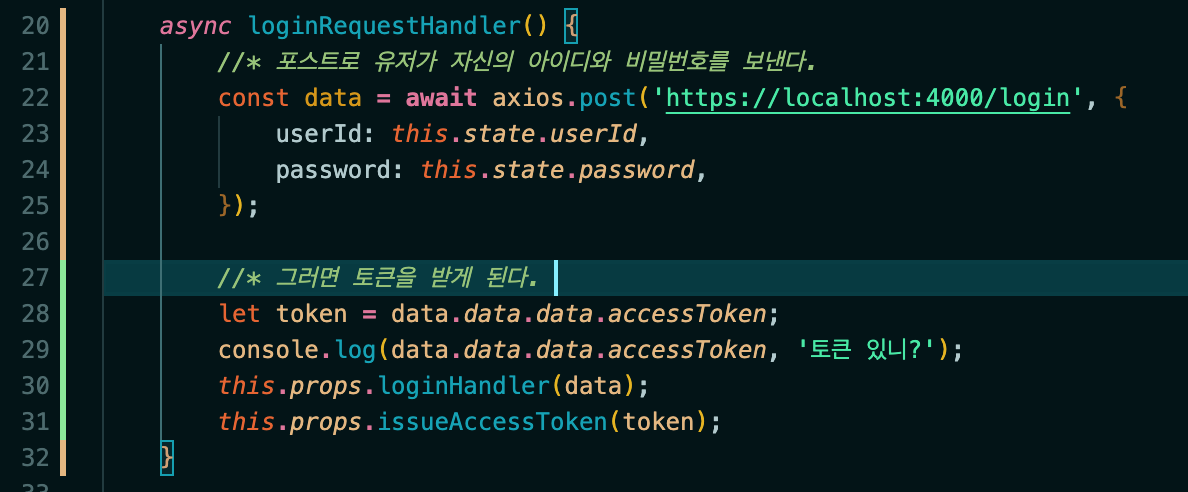 20 async loginRequestHandler() {
21 //* 포스트로 유저가 자신의 아이디와 비밀번호를 보낸다.
22 const data = await axios.post('https://localhost:4000/login', {
23 userId: this.state.userId,
24 password: this.state.password,
25 });
26
27 //* 그러면 토큰을 받게 된다.
28 let token = data.data.data.accessToken;
29 console.log(data.data.data.accessToken, '토큰 있니?');
30 this.props.loginHandler(data);
31 this.props.issueAccessToken(token);
32 }
33